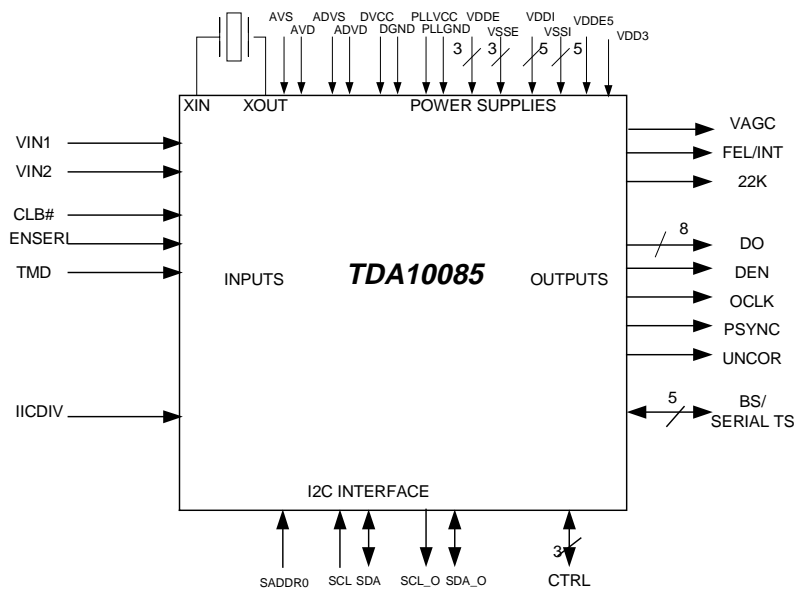 AVS ADVS DVCC PLLVCC VDDE VDDI VDDE5
AVD ADVD DGND PLLGND VSSE VSSI VDD3
3 3 5 5
XIN XOUT POWER SUPPLIES
VIN1
VIN2
CLB#
ENSERI
TMD
IICDIV
INPUTS
TDA10085
OUTPUTS
VAGC
FEL/INT
22K
8
DO
DEN
OCLK
PSYNC
UNCOR
5
BS/
SERIAL TS
I2C INTERFACE
3
SADDR0 SCL SDA SCL_O SDA_O CTRL